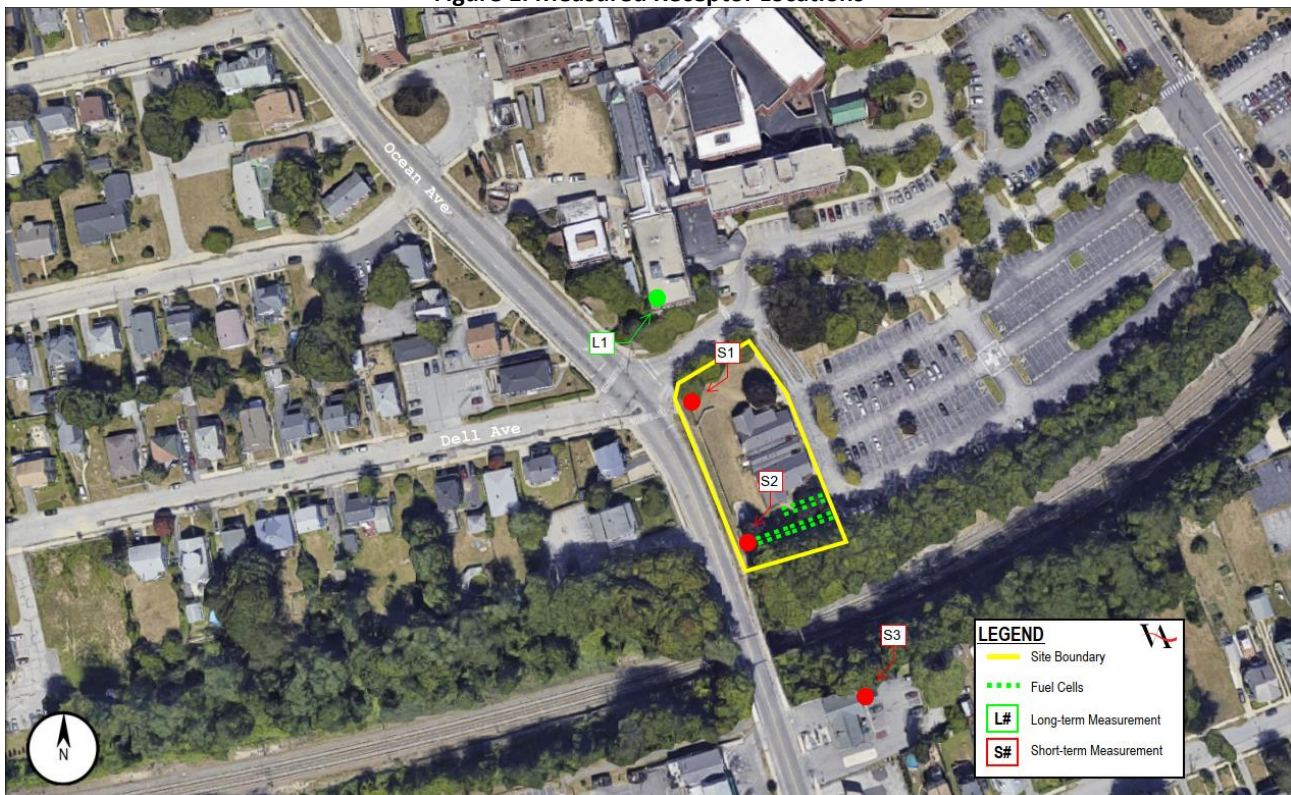 Figure 2: Measured Receptor Locations
Ocean Ave
L1
S1
Dell Ave
S2
S3
LEGEND
Site Boundary
Fuel Cells
L# Long-term Measurement
S# Short-term Measurement
N